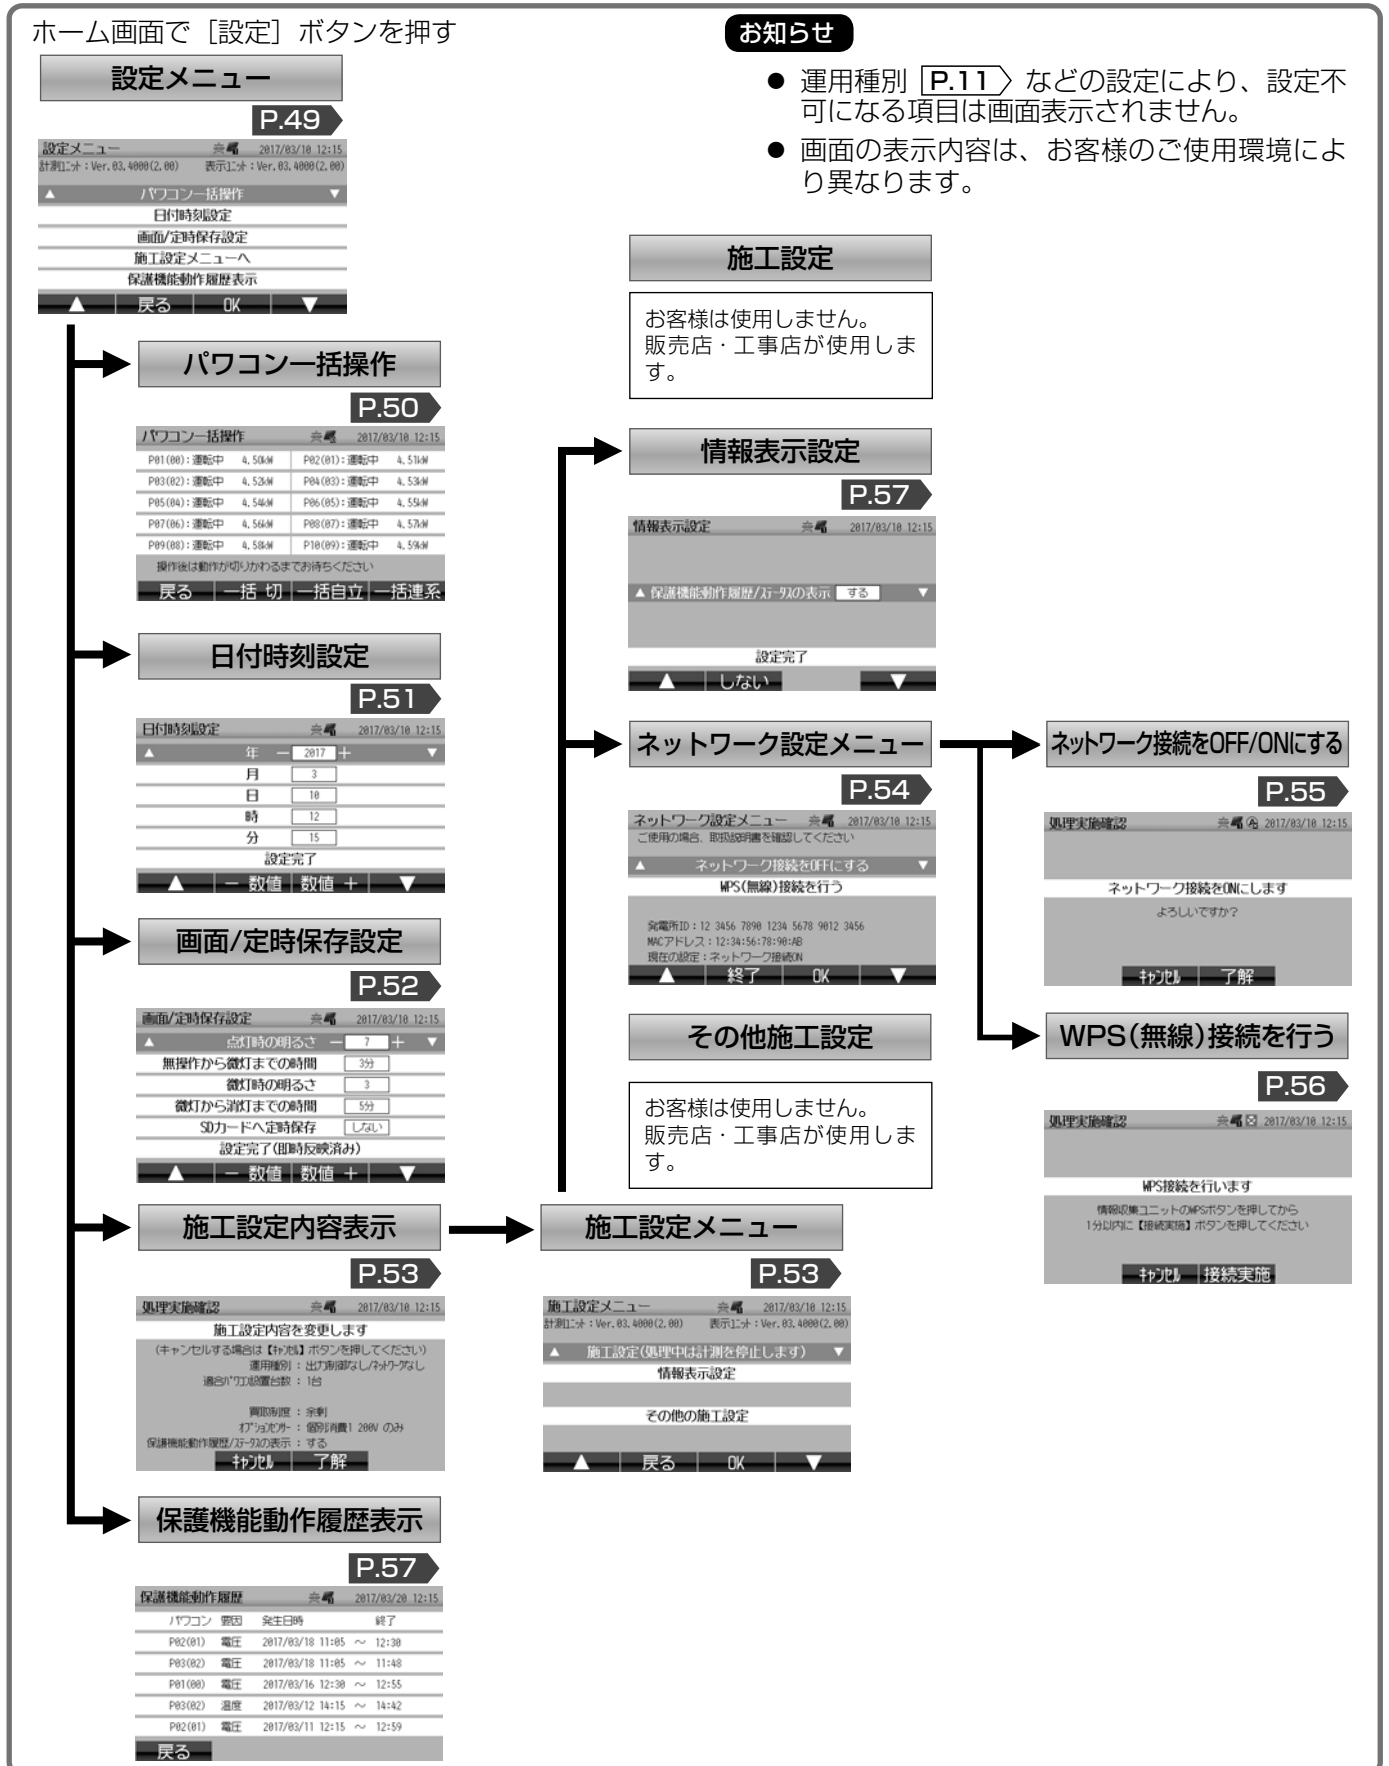 ホーム画面で［設定］ボタンを押す
設定メニュー
P.49
設定メニュー 2017/03/10 12:15
計測ﾕﾆｯﾄ：Ver.03.4000(2.00) 表示ﾕﾆｯﾄ：Ver.03.4000(2.00)
▲ パワコン一括操作 ▼
日付時刻設定
画面/定時保存設定
施工設定メニューへ
保護機能動作履歴表示
▲ 戻る OK ▼
お知らせ
● 運用種別 P.11 などの設定により、設定不
可になる項目は画面表示されません。
● 画面の表示内容は、お客様のご使用環境によ
り異なります。
パワコン一括操作
P.50
パワコン一括操作 2017/03/10 12:15
P01(00)：運転中 4.50kW P02(01)：運転中 4.51kW
P03(02)：運転中 4.52kW P04(03)：運転中 4.53kW
P05(04)：運転中 4.54kW P06(05)：運転中 4.55kW
P07(06)：運転中 4.56kW P08(07)：運転中 4.57kW
P09(08)：運転中 4.58kW P10(09)：運転中 4.59kW
操作後は動作が切りかわるまでお待ちください
戻る 一括 切 一括自立 一括連系
日付時刻設定
P.51
日付時刻設定 2017/03/10 12:15
▲ 年 － 2017 ＋ ▼
月 3
日 10
時 12
分 15
設定完了
▲ － 数値 数値 ＋ ▼
画面/定時保存設定
P.52
画面/定時保存設定 2017/03/10 12:15
▲ 点灯時の明るさ － 7 ＋ ▼
無操作から微灯までの時間 3分
微灯時の明るさ 3
微灯から消灯までの時間 5分
SDカードへ定時保存 しない
設定完了(即時反映済み)
▲ － 数値 数値 ＋ ▼
施工設定内容表示
P.53
処理実施確認 2017/03/10 12:15
施工設定内容を変更します
(キャンセルする場合は【ｷｬﾝｾﾙ】ボタンを押してください)
運用種別：出力制御なし/ﾈｯﾄﾜｰｸなし
適合ﾊﾟﾜｺﾝ設置台数：1台
買取制度：余剰
ｵﾌﾟｼｮﾝｾﾝｻｰ：個別消費1 200V のみ
保護機能動作履歴/ｽﾃｰﾀｽの表示：する
ｷｬﾝｾﾙ 了解
保護機能動作履歴表示
P.57
保護機能動作履歴 2017/03/20 12:15
パワコン 要因 発生日時 終了
P02(01) 電圧 2017/03/18 11:05 ～ 12:30
P03(02) 電圧 2017/03/18 11:05 ～ 11:48
P01(00) 電圧 2017/03/16 12:30 ～ 12:55
P03(02) 温度 2017/03/12 14:15 ～ 14:42
P02(01) 電圧 2017/03/11 12:15 ～ 12:59
戻る
施工設定メニュー
P.53
施工設定メニュー 2017/03/10 12:15
計測ﾕﾆｯﾄ：Ver.03.4000(2.00) 表示ﾕﾆｯﾄ：Ver.03.4000(2.00)
▲ 施工設定(処理中は計測を停止します) ▼
情報表示設定
その他の施工設定
▲ 戻る OK ▼
施工設定
お客様は使用しません。
販売店・工事店が使用しま
す。
情報表示設定
P.57
情報表示設定 2017/03/10 12:15
▲ 保護機能動作履歴/ｽﾃｰﾀｽの表示 する ▼
設定完了
▲ しない ▼
ネットワーク設定メニュー
P.54
ネットワーク設定メニュー 2017/03/10 12:15
ご使用の場合、取扱説明書を確認してください
▲ ネットワーク接続をOFFにする ▼
WPS(無線)接続を行う
発電所ID：12 3456 7890 1234 5678 9012 3456
MACアドレス：12:34:56:78:90:AB
現在の設定：ネットワーク接続ON
▲ 終了 OK ▼
その他施工設定
お客様は使用しません。
販売店・工事店が使用しま
す。
ネットワーク接続をOFF/ONにする
P.55
処理実施確認 2017/03/10 12:15
ネットワーク接続をONにします
よろしいですか？
ｷｬﾝｾﾙ 了解
WPS(無線)接続を行う
P.56
処理実施確認 2017/03/10 12:15
WPS接続を行います
情報収集ユニットのWPSボタンを押してから
1分以内に【接続実施】ボタンを押してください
ｷｬﾝｾﾙ 接続実施